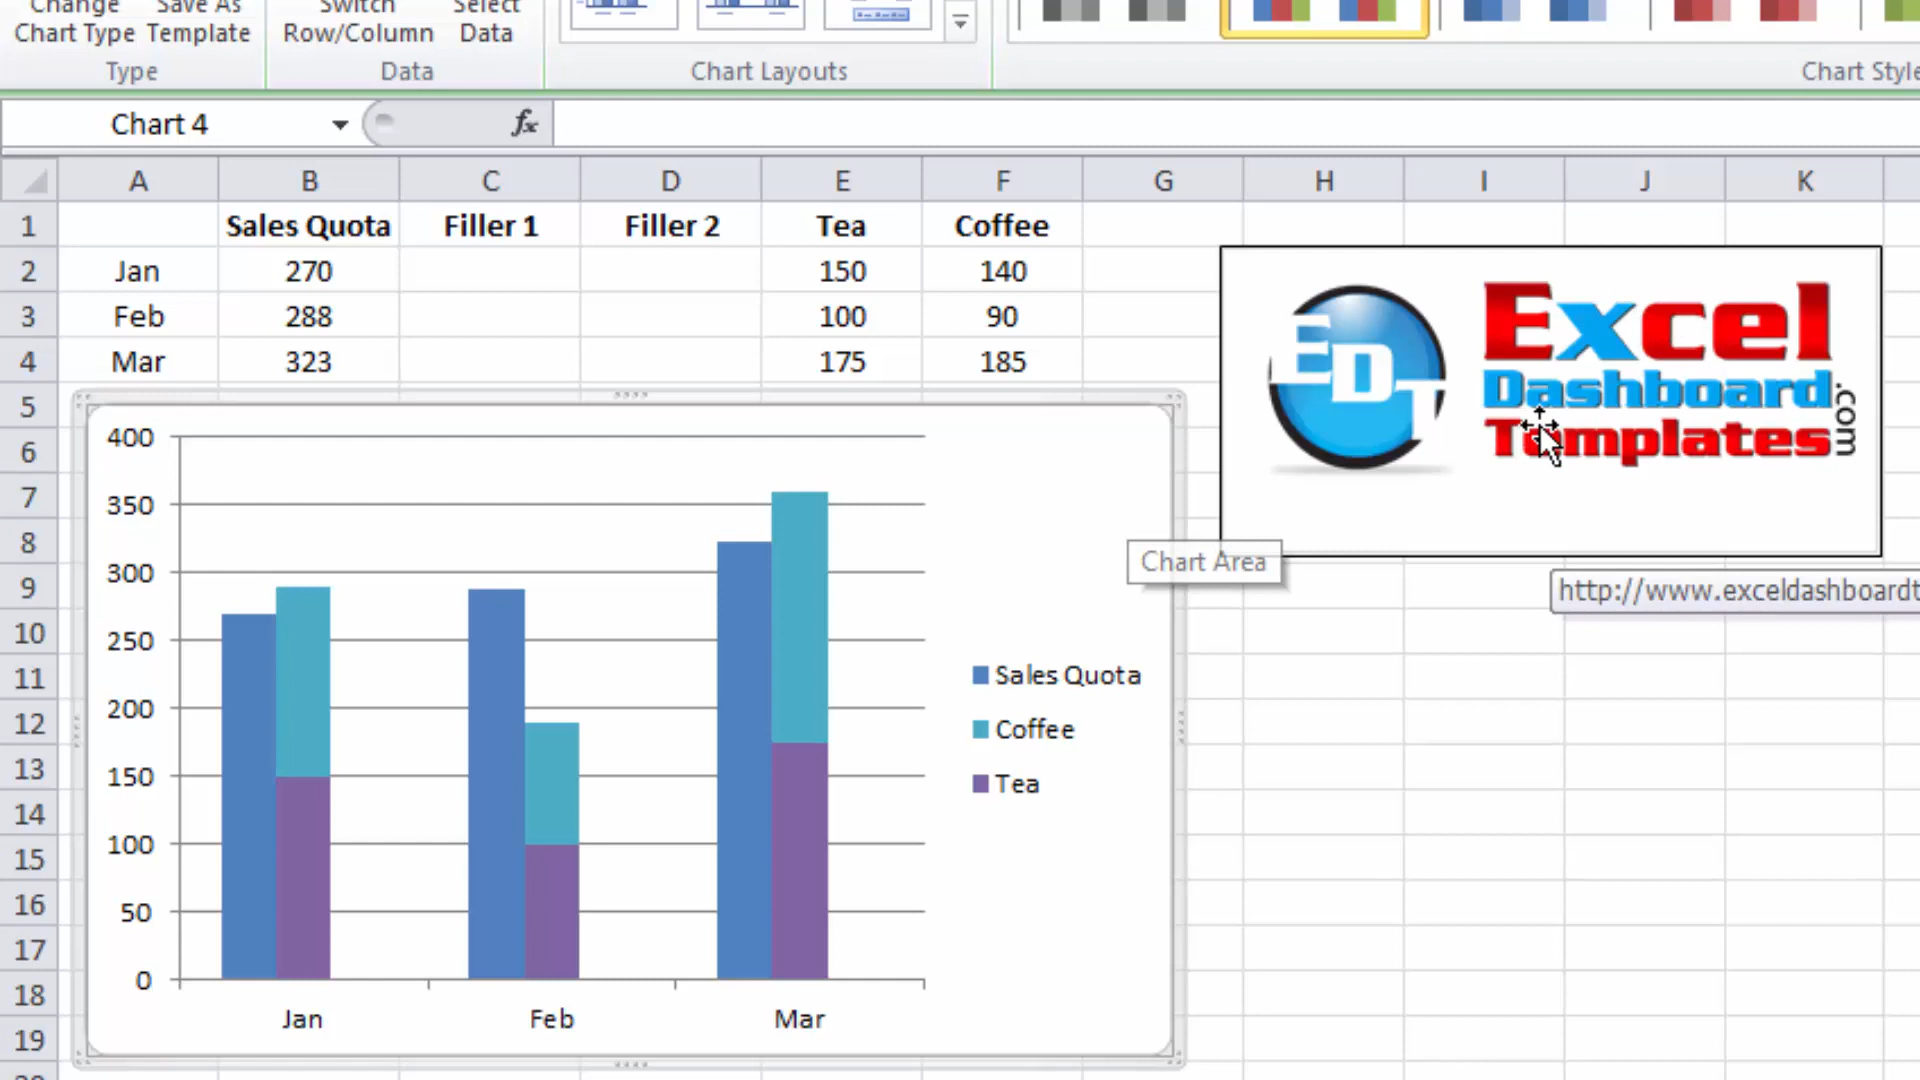 Change Save As Switch Select
Chart Type Template Row/Column Data
Type Data Chart Layouts Chart Style
Chart 4 fx
A B C D E F G H I J K
1 Sales Quota Filler 1 Filler 2 Tea Coffee
2 Jan 270 150 140
3 Feb 288 100 90
4 Mar 323 175 185
5
6
7
8
9
10
11
12
13
14
15
16
17
18
19
400
350
300
250
200
150
100
50
0
Jan Feb Mar
Sales Quota
Coffee
Tea
Chart Area
EDT
Excel
Dashboard
Templates
.com
http://www.exceldashboardt